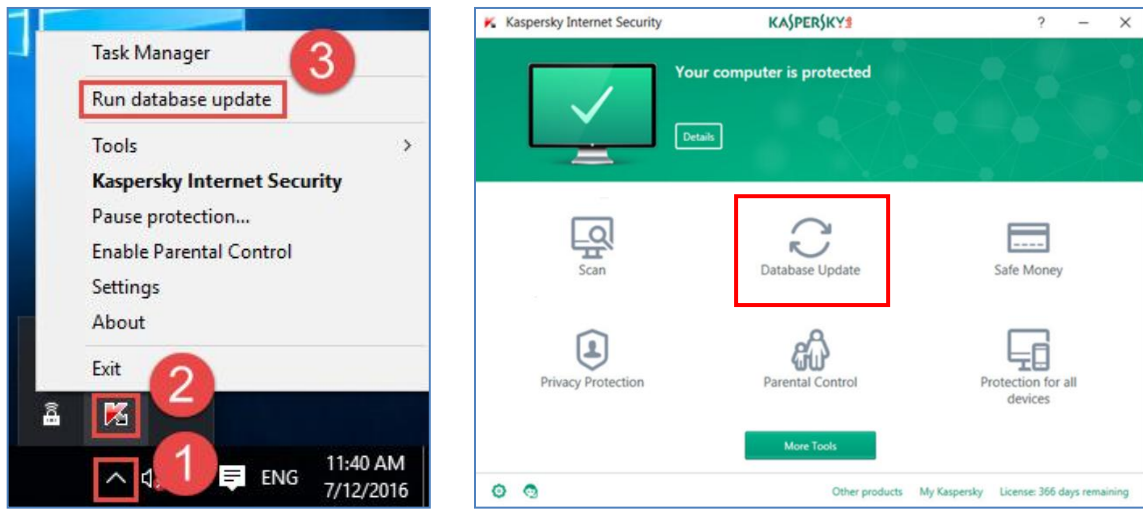 Task Manager
3
Run database update
Tools
Kaspersky Internet Security
Pause protection...
Enable Parental Control
Settings
About
Exit
2
1
ENG
11:40 AM
7/12/2016
Kaspersky Internet Security
KASPERSKY
?
Your computer is protected
Details
Scan
Database Update
Safe Money
Privacy Protection
Parental Control
Protection for all
devices
More Tools
Other products
My Kaspersky
License: 366 days remaining